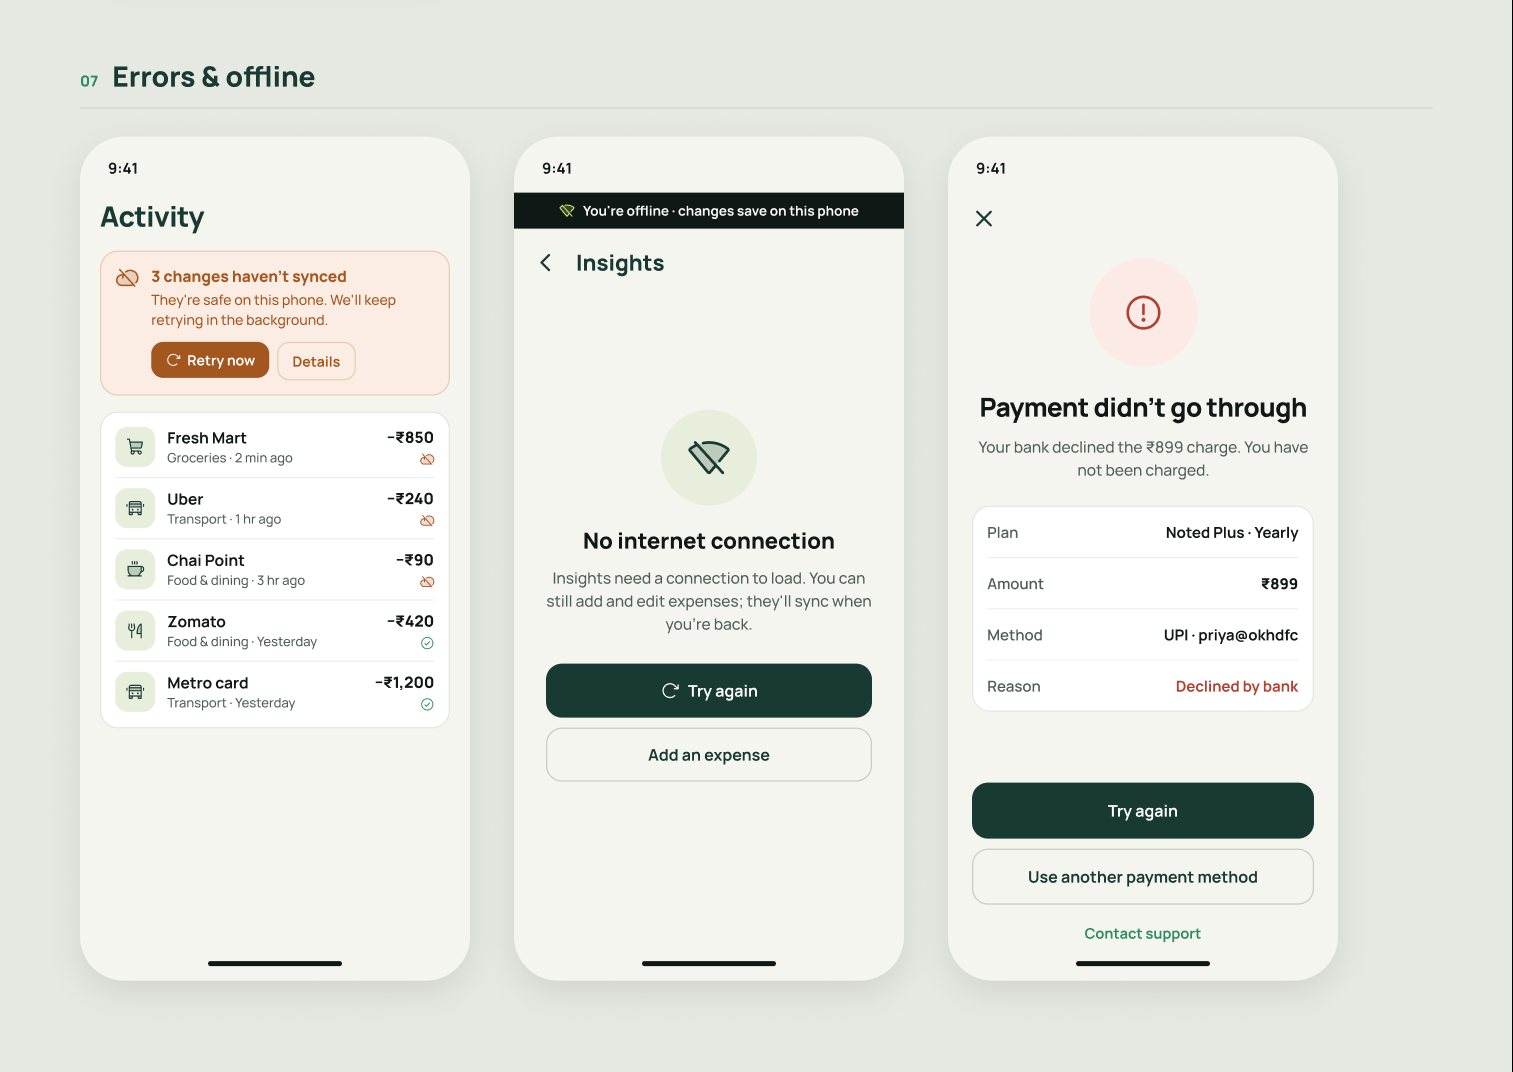 07 Errors & offline
9:41
Activity
3 changes haven't synced
They're safe on this phone. We'll keep
retrying in the background.
Retry now
Details
Fresh Mart
−₹850
Groceries · 2 min ago
Uber
−₹240
Transport · 1 hr ago
Chai Point
−₹90
Food & dining · 3 hr ago
Zomato
−₹420
Food & dining · Yesterday
Metro card
−₹1,200
Transport · Yesterday
9:41
You're offline · changes save on this phone
Insights
No internet connection
Insights need a connection to load. You can
still add and edit expenses; they'll sync when
you're back.
Try again
Add an expense
9:41
Payment didn't go through
Your bank declined the ₹899 charge. You have
not been charged.
Plan
Noted Plus · Yearly
Amount
₹899
Method
UPI · priya@okhdfc
Reason
Declined by bank
Try again
Use another payment method
Contact support